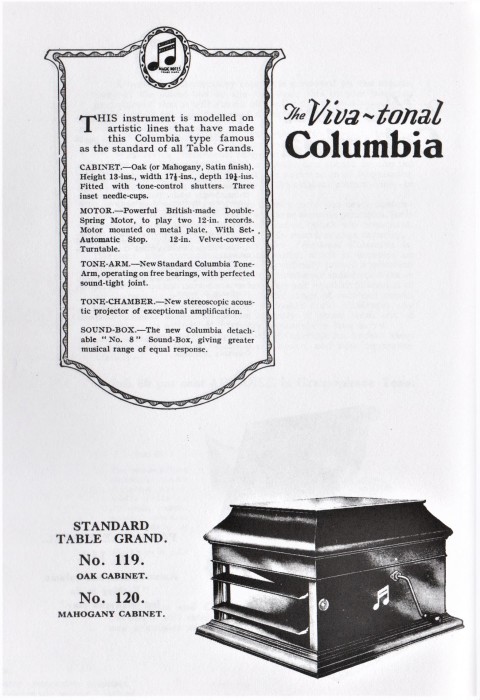 MAGIC NOTES
THIS instrument is modelled on
artistic lines that have made
this Columbia type famous
as the standard of all Table Grands.
CABINET.—Oak (or Mahogany, Satin finish).
Height 13-ins., width 17½-ins., depth 19½-ins.
Fitted with tone-control shutters. Three
inset needle-cups.
MOTOR.—Powerful British-made Double-
Spring Motor, to play two 12-in. records.
Motor mounted on metal plate. With Set-
Automatic Stop. 12-in. Velvet-covered
Turntable.
TONE-ARM.—New Standard Columbia Tone-
Arm, operating on free bearings, with perfected
sound-tight joint.
TONE-CHAMBER.—New stereoscopic acous-
tic projector of exceptional amplification.
SOUND-BOX.—The new Columbia detach-
able "No. 8" Sound-Box, giving greater
musical range of equal response.
The Viva~tonal
Columbia
STANDARD
TABLE GRAND.
No. 119.
OAK CABINET.
No. 120.
MAHOGANY CABINET.